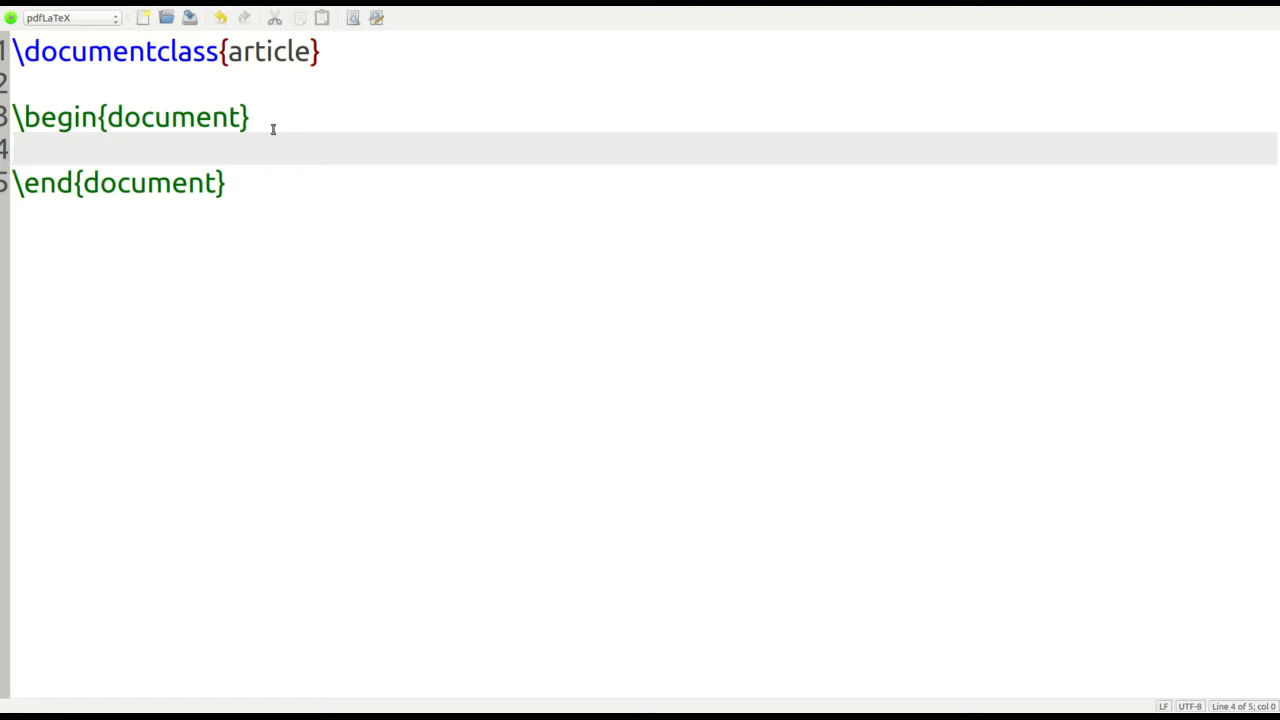 pdfLaTeX
1 \documentclass{article}
2
3 \begin{document}
4
5 \end{document}
LF UTF-8 Line 4 of 5; col 0